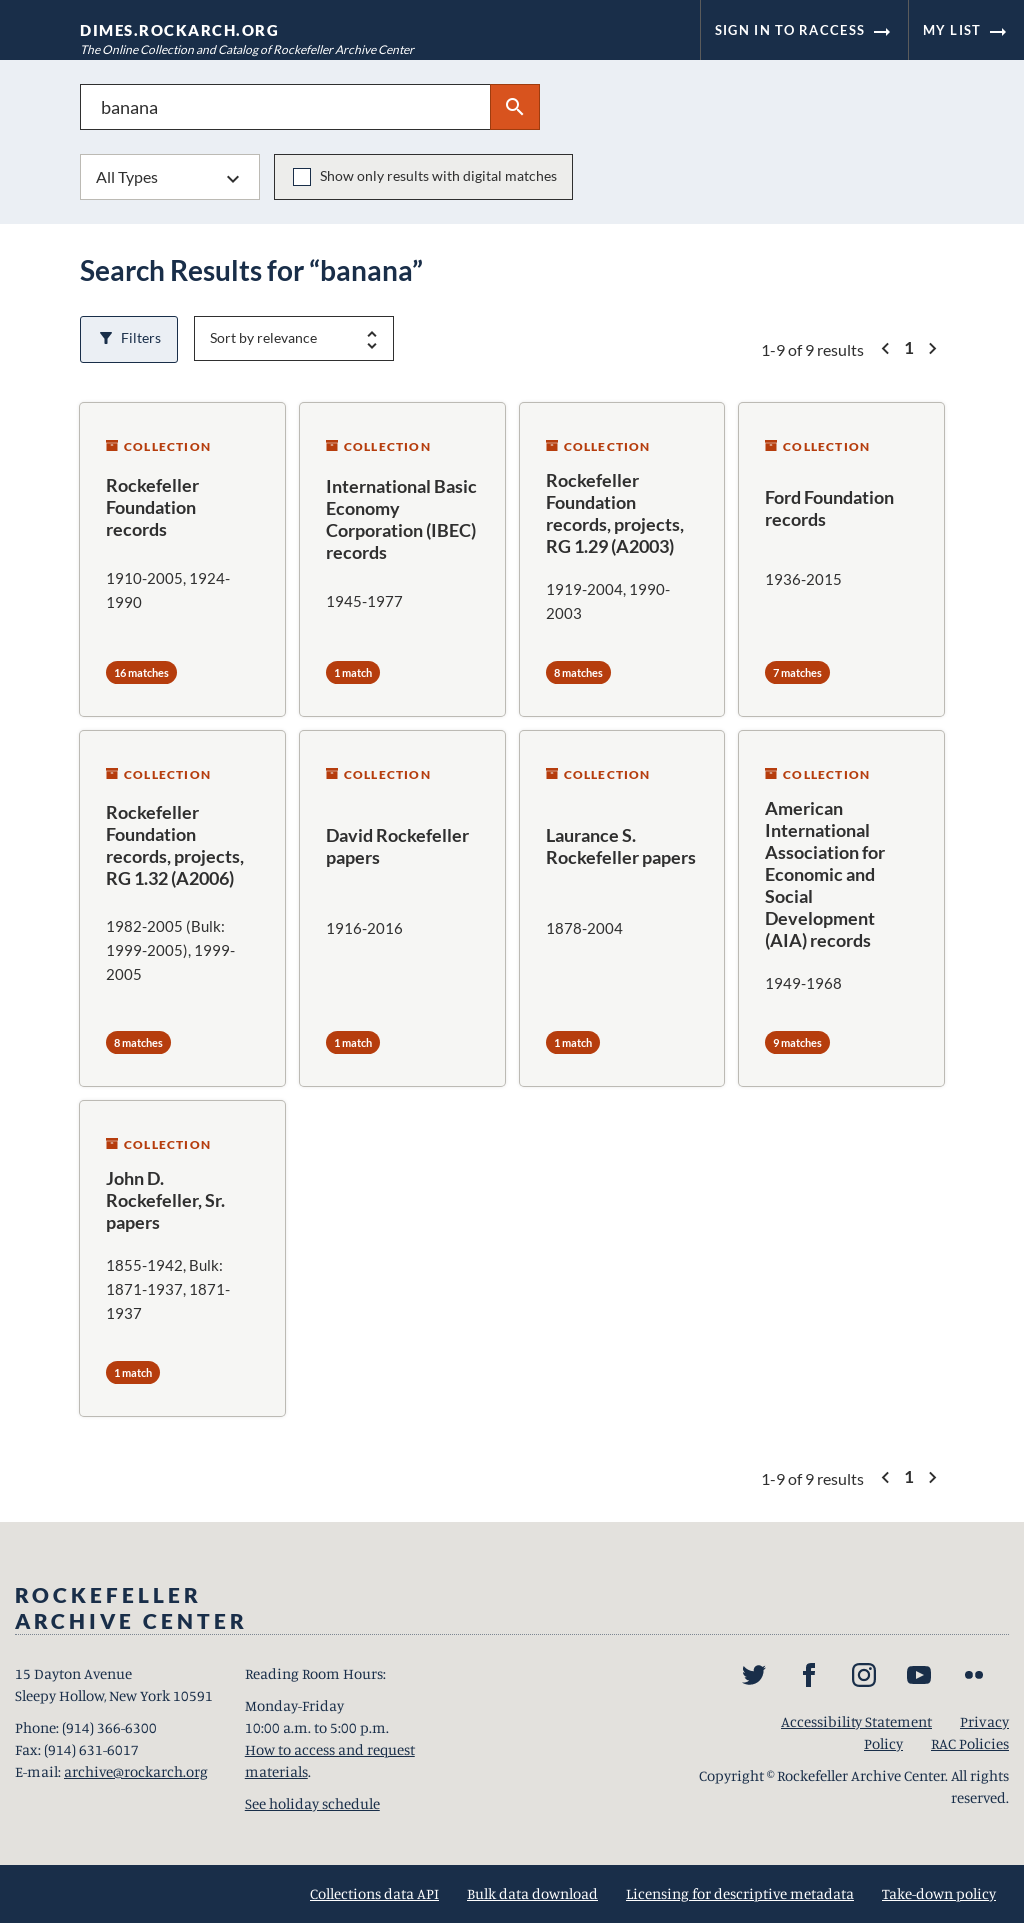 DIMES.ROCKARCH.ORG
The Online Collection and Catalog of Rockefeller Archive Center
SIGN IN TO RACCESS
MY LIST
banana
All Types
Show only results with digital matches
Search Results for “banana”
Filters
Sort by relevance
1-9 of 9 results
1
COLLECTION
Rockefeller
Foundation
records
1910-2005, 1924-
1990
16 matches
COLLECTION
International Basic
Economy
Corporation (IBEC)
records
1945-1977
1 match
COLLECTION
Rockefeller
Foundation
records, projects,
RG 1.29 (A2003)
1919-2004, 1990-
2003
8 matches
COLLECTION
Ford Foundation
records
1936-2015
7 matches
COLLECTION
Rockefeller
Foundation
records, projects,
RG 1.32 (A2006)
1982-2005 (Bulk:
1999-2005), 1999-
2005
8 matches
COLLECTION
David Rockefeller
papers
1916-2016
1 match
COLLECTION
Laurance S.
Rockefeller papers
1878-2004
1 match
COLLECTION
American
International
Association for
Economic and
Social
Development
(AIA) records
1949-1968
9 matches
COLLECTION
John D.
Rockefeller, Sr.
papers
1855-1942, Bulk:
1871-1937, 1871-
1937
1 match
1-9 of 9 results
1
ROCKEFELLER
ARCHIVE CENTER
15 Dayton Avenue
Sleepy Hollow, New York 10591
Phone: (914) 366-6300
Fax: (914) 631-6017
E-mail: archive@rockarch.org
Reading Room Hours:
Monday-Friday
10:00 a.m. to 5:00 p.m.
How to access and request
materials.
See holiday schedule
Accessibility Statement
Privacy
Policy
RAC Policies
Copyright © Rockefeller Archive Center. All rights
reserved.
Collections data API
Bulk data download
Licensing for descriptive metadata
Take-down policy